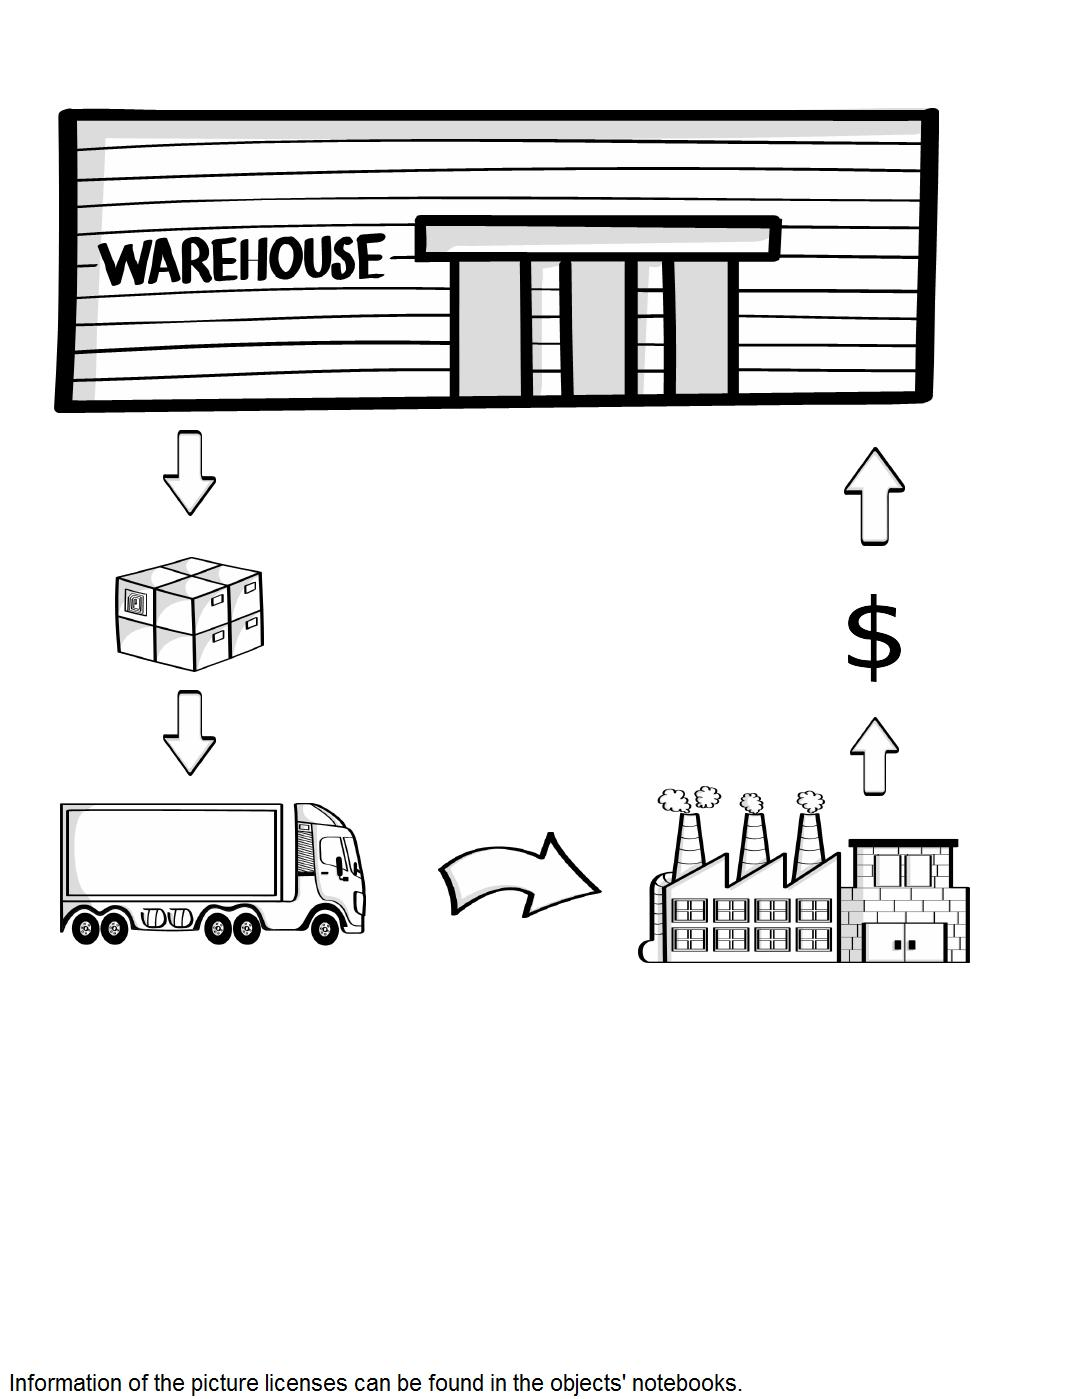 WAREHOUSE
$
Information of the picture licenses can be found in the objects' notebooks.